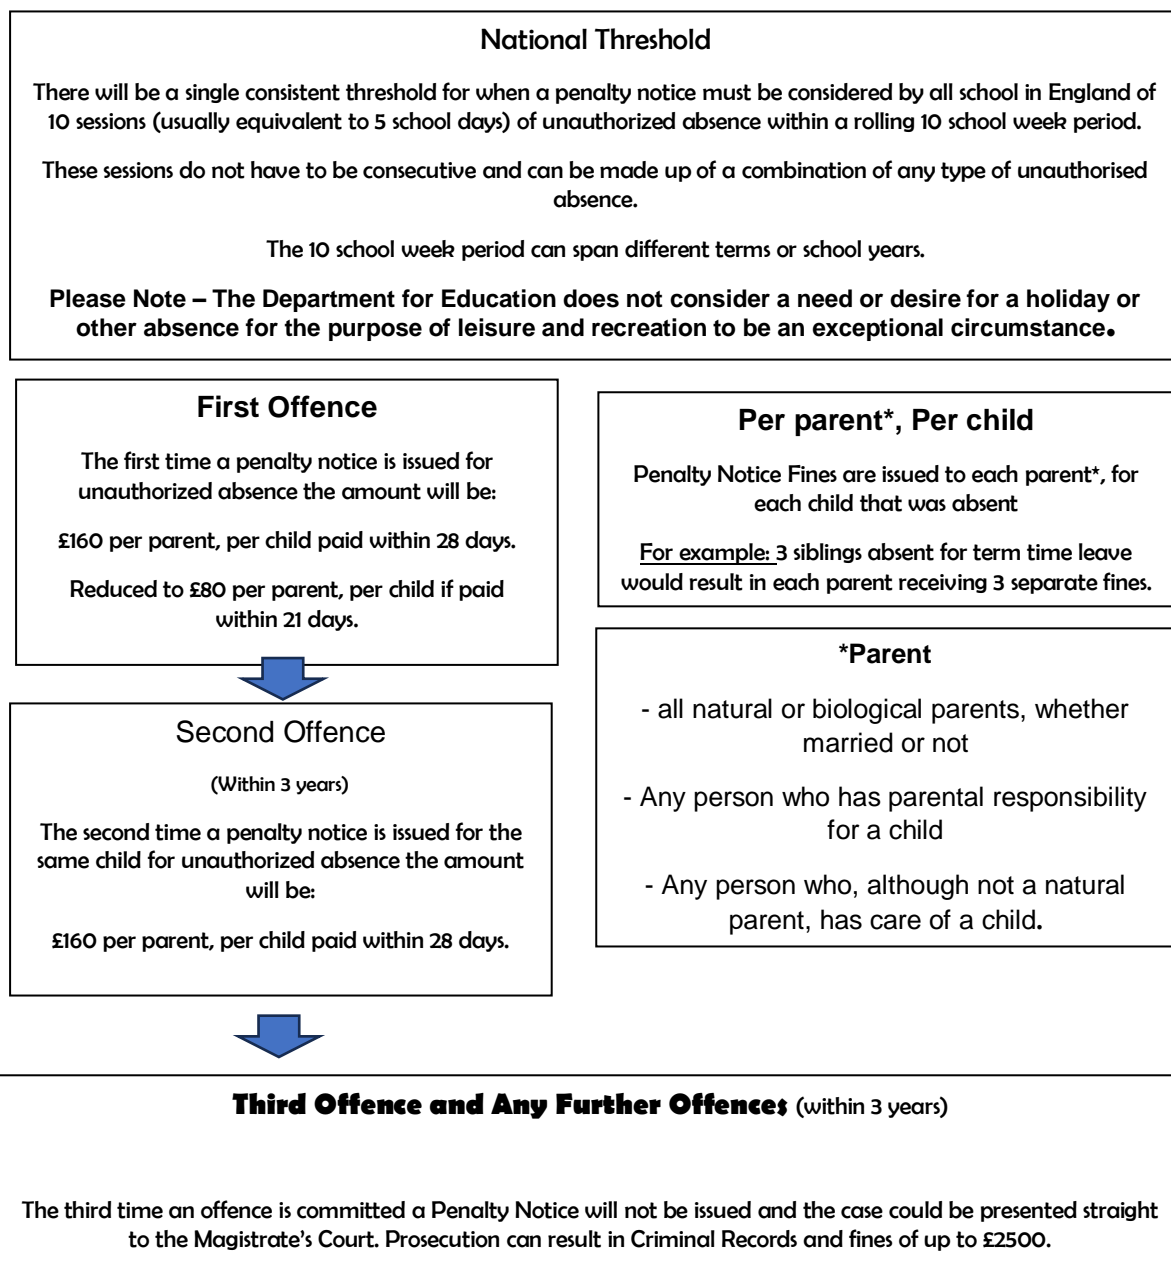 National Threshold
There will be a single consistent threshold for when a penalty notice must be considered by all school in England of
10 sessions (usually equivalent to 5 school days) of unauthorized absence within a rolling 10 school week period.
These sessions do not have to be consecutive and can be made up of a combination of any type of unauthorised
absence.
The 10 school week period can span different terms or school years.
Please Note – The Department for Education does not consider a need or desire for a holiday or
other absence for the purpose of leisure and recreation to be an exceptional circumstance.
First Offence
The first time a penalty notice is issued for
unauthorized absence the amount will be:
£160 per parent, per child paid within 28 days.
Reduced to £80 per parent, per child if paid
within 21 days.
Per parent*, Per child
Penalty Notice Fines are issued to each parent*, for
each child that was absent
For example: 3 siblings absent for term time leave
would result in each parent receiving 3 separate fines.
Second Offence
(Within 3 years)
The second time a penalty notice is issued for the
same child for unauthorized absence the amount
will be:
£160 per parent, per child paid within 28 days.
*Parent
- all natural or biological parents, whether
married or not
- Any person who has parental responsibility
for a child
- Any person who, although not a natural
parent, has care of a child.
Third Offence and Any Further Offences (within 3 years)
The third time an offence is committed a Penalty Notice will not be issued and the case could be presented straight
to the Magistrate's Court. Prosecution can result in Criminal Records and fines of up to £2500.